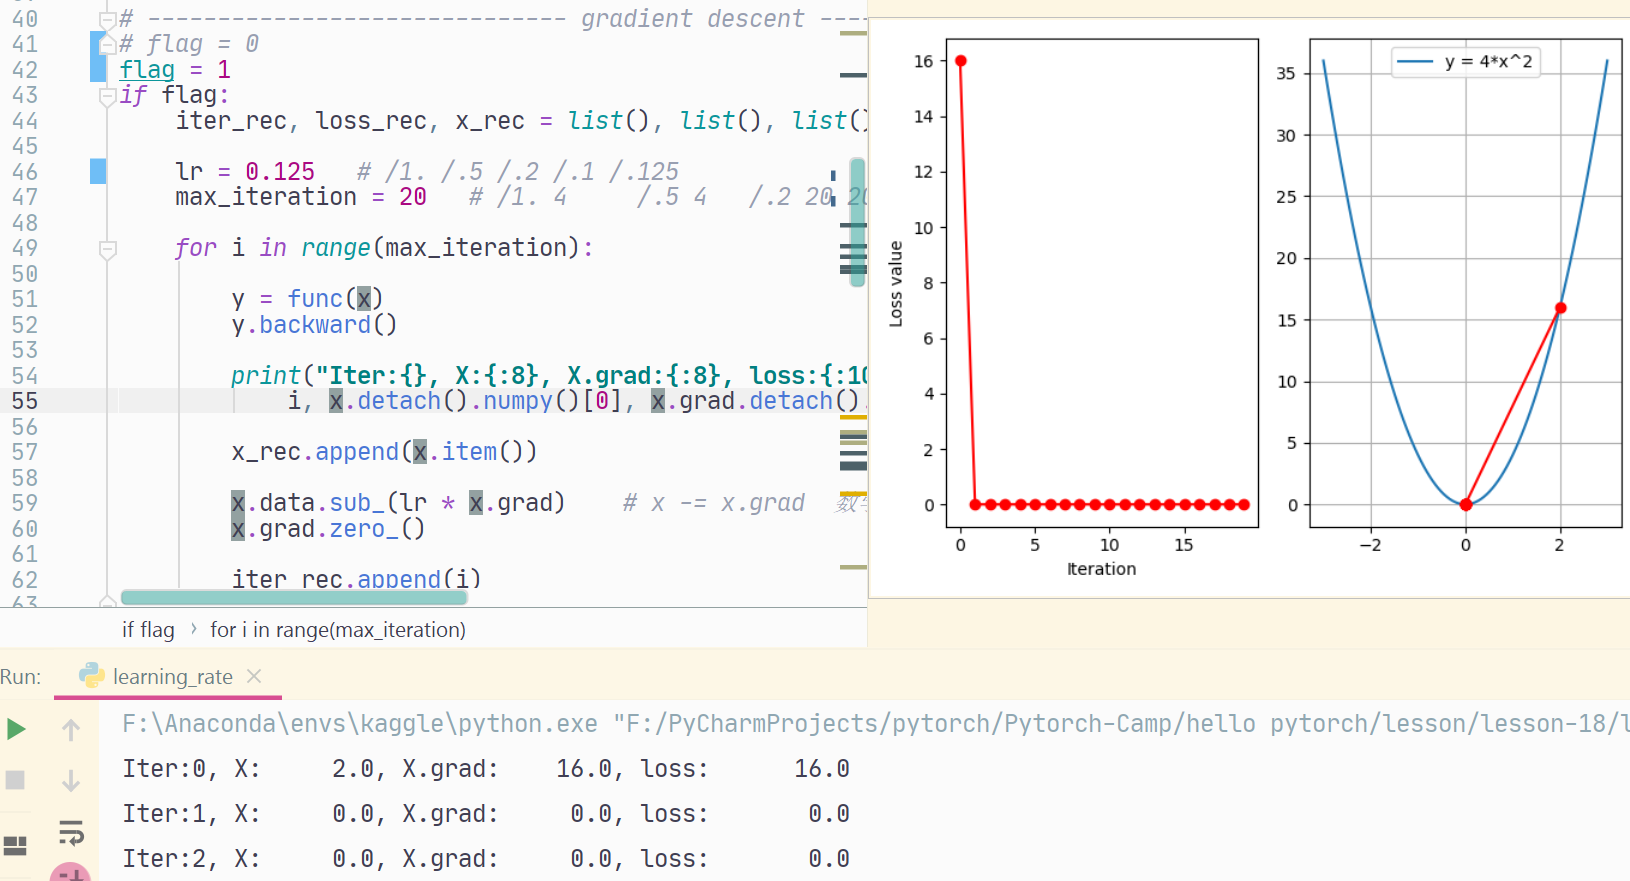 40 # ------------------------------ gradient descent ----
41 # flag = 0
42 flag = 1
43 if flag:
44 iter_rec, loss_rec, x_rec = list(), list(), list()
45
46 lr = 0.125 # /1. /.5 /.2 /.1 /.125
47 max_iteration = 20 # /1. 4 /.5 4 /.2 20 20
48
49 for i in range(max_iteration):
50
51 y = func(x)
52 y.backward()
53
54 print("Iter:{}, X:{:8}, X.grad:{:8}, loss:{:10
55 i, x.detach().numpy()[0], x.grad.detach().
56
57 x_rec.append(x.item())
58
59 x.data.sub_(lr * x.grad) # x -= x.grad 数学
60 x.grad.zero_()
61
62 iter_rec.append(i)
63
if flag › for i in range(max_iteration)
16
14
12
10
8
6
4
2
0
Loss value
0 5 10 15
Iteration
y = 4*x^2
35
30
25
20
15
10
5
0
−2 0 2
Run: learning_rate ×
F:\Anaconda\envs\kaggle\python.exe "F:/PyCharmProjects/pytorch/Pytorch-Camp/hello pytorch/lesson/lesson-18/l
Iter:0, X: 2.0, X.grad: 16.0, loss: 16.0
Iter:1, X: 0.0, X.grad: 0.0, loss: 0.0
Iter:2, X: 0.0, X.grad: 0.0, loss: 0.0